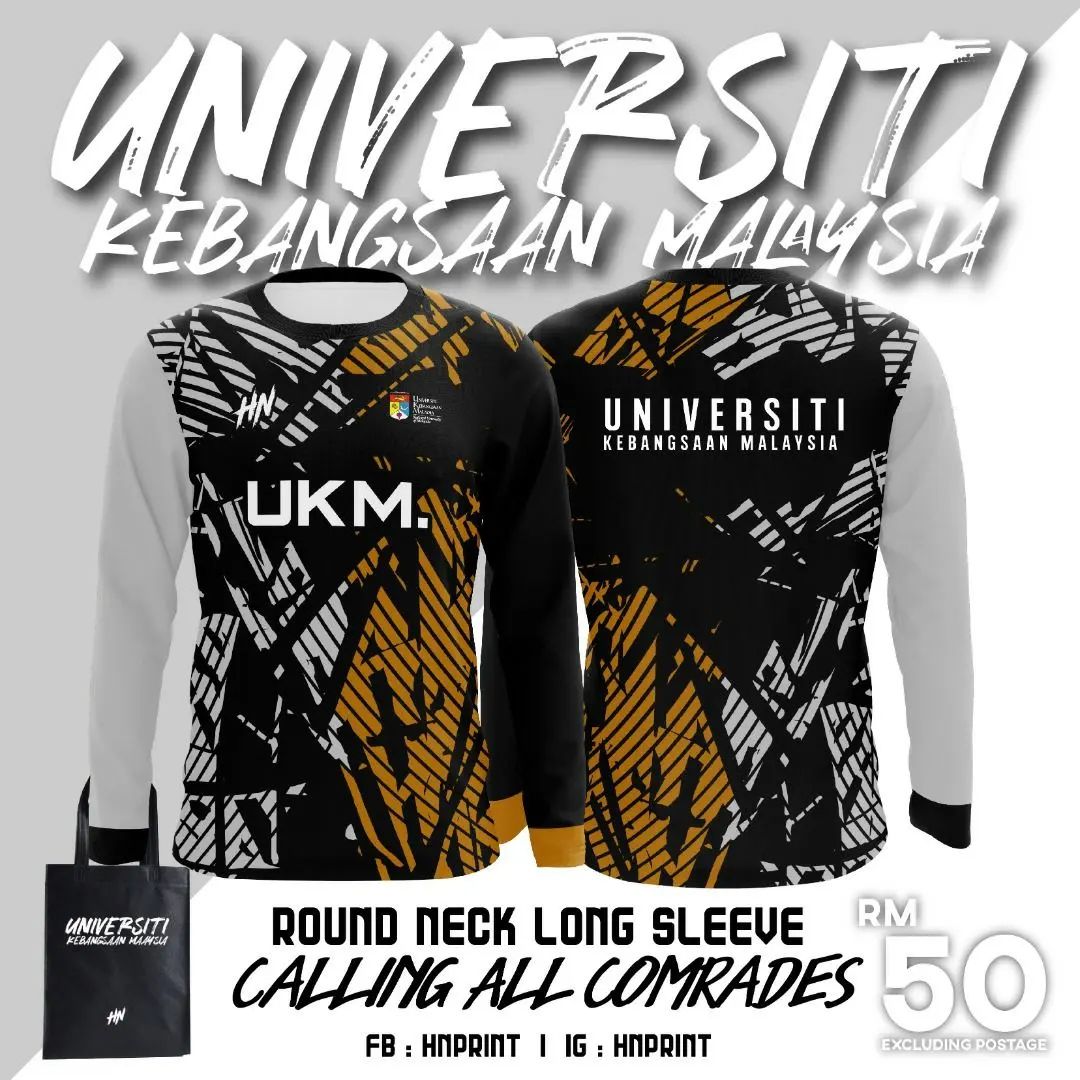 UNIVERSITI
KEBANGSAAN MALAYSIA
HN
UNIVERSITI
KEBANGSAAN
MALAYSIA
UKM.
UNIVERSITI
KEBANGSAAN MALAYSIA
UNIVERSITI
HN
ROUND NECK LONG SLEEVE
CALLING ALL COMRADES
FB : HNPRINT | IG : HNPRINT
RM
50
EXCLUDING POSTAGE